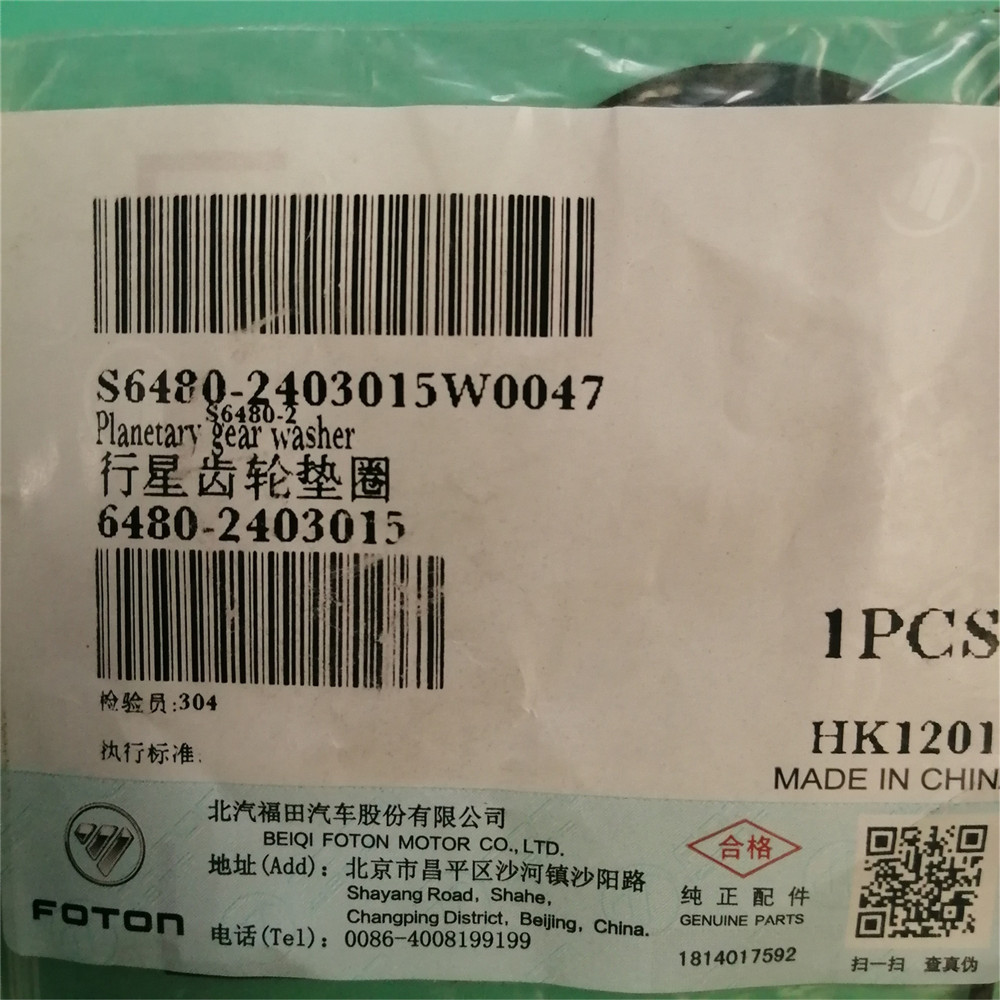 S6480-2403015W0047
S6480-2
Planetary gear washer
行星齿轮垫圈
6480-2403015
1PCS
检验员:304
HK1201
执行标准:
MADE IN CHIN
北汽福田汽车股份有限公司
BEIQI FOTON MOTOR CO.,LTD.
地址(Add)：北京市昌平区沙河镇沙阳路
Shayang Road, Shahe,
Changping District, Beijing, China.
电话(Tel)：0086-4008199199
FOTON
合格
纯正配件
GENUINE PARTS
1814017592
扫一扫 查真伪